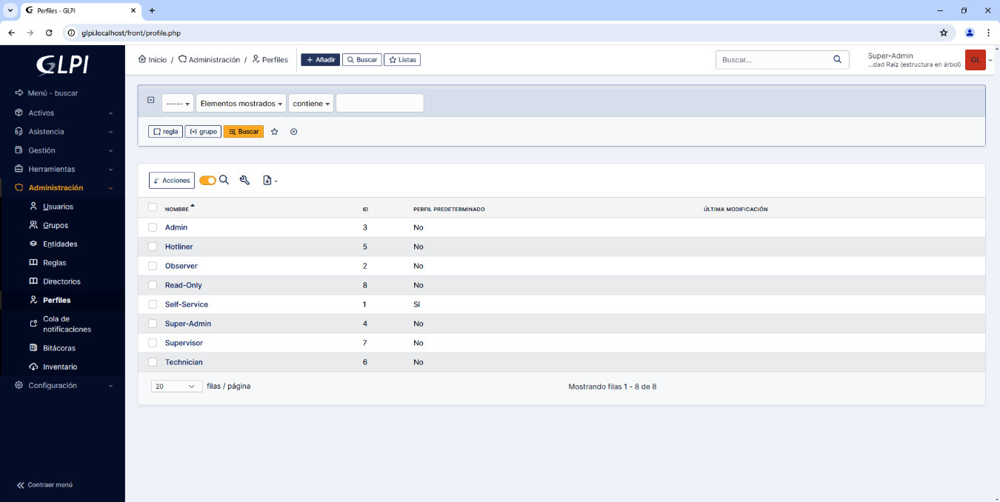 Perfiles - GLPI
glpi.localhost/front/profile.php
GLPI
Inicio / Administración / Perfiles
Añadir Buscar Listas
Buscar...
Super-Admin
...dad Raíz (estructura en árbol)
GL
Menú - buscar
Activos
Asistencia
Gestión
Herramientas
Administración
Usuarios
Grupos
Entidades
Reglas
Directorios
Perfiles
Cola de
notificaciones
Bitácoras
Inventario
Configuración
Contraer menú
----- Elementos mostrados contiene
regla (+) grupo Buscar
Acciones
NOMBRE ID PERFIL PREDETERMINADO ÚLTIMA MODIFICACIÓN
Admin 3 No
Hotliner 5 No
Observer 2 No
Read-Only 8 No
Self-Service 1 Sí
Super-Admin 4 No
Supervisor 7 No
Technician 6 No
20 filas / página Mostrando filas 1 - 8 de 8